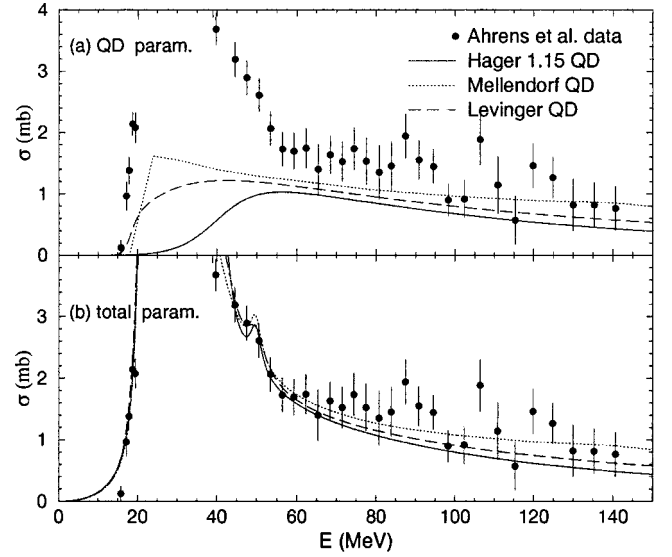 4
3
2
1
0
σ (mb)
(a) QD param.
Ahrens et al. data
Hager 1.15 QD
Mellendorf QD
Levinger QD
3
2
1
0
σ (mb)
(b) total param.
0 20 40 60 80 100 120 140
E (MeV)